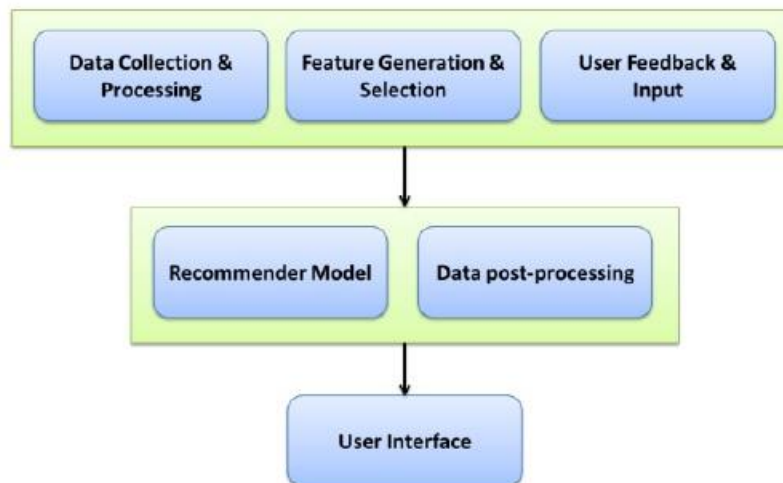 Data Collection &
Processing
Feature Generation &
Selection
User Feedback &
Input
Recommender Model
Data post-processing
User Interface